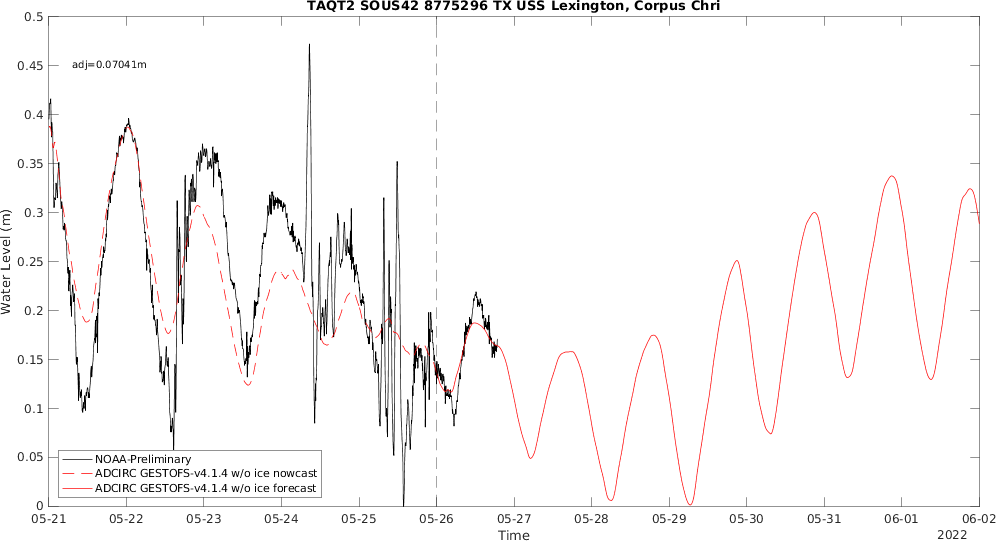 TAQT2 SOUS42 8775296 TX USS Lexington, Corpus Chri
0.5
0.45
adj=0.07041m
0.4
0.35
0.3
0.25
0.2
0.15
0.1
0.05
0
Water Level (m)
NOAA-Preliminary
ADCIRC GESTOFS-v4.1.4 w/o ice nowcast
ADCIRC GESTOFS-v4.1.4 w/o ice forecast
05-21 05-22 05-23 05-24 05-25 05-26 05-27 05-28 05-29 05-30 05-31 06-01 06-02
Time
2022